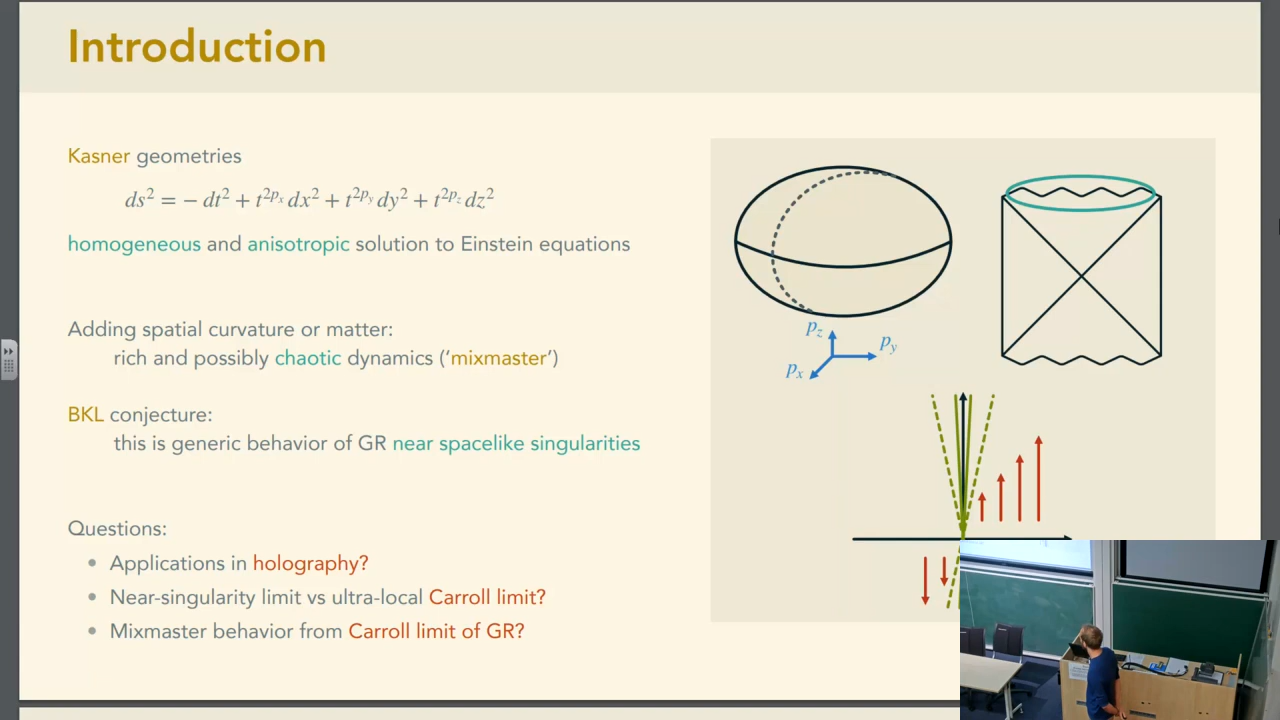 Introduction
Kasner geometries
ds² = − dt² + t^{2p_x} dx² + t^{2p_y} dy² + t^{2p_z} dz²
homogeneous and anisotropic solution to Einstein equations
Adding spatial curvature or matter:
rich and possibly chaotic dynamics ('mixmaster')
BKL conjecture:
this is generic behavior of GR near spacelike singularities
Questions:
• Applications in holography?
• Near-singularity limit vs ultra-local Carroll limit?
• Mixmaster behavior from Carroll limit of GR?
p_z
p_y
p_x